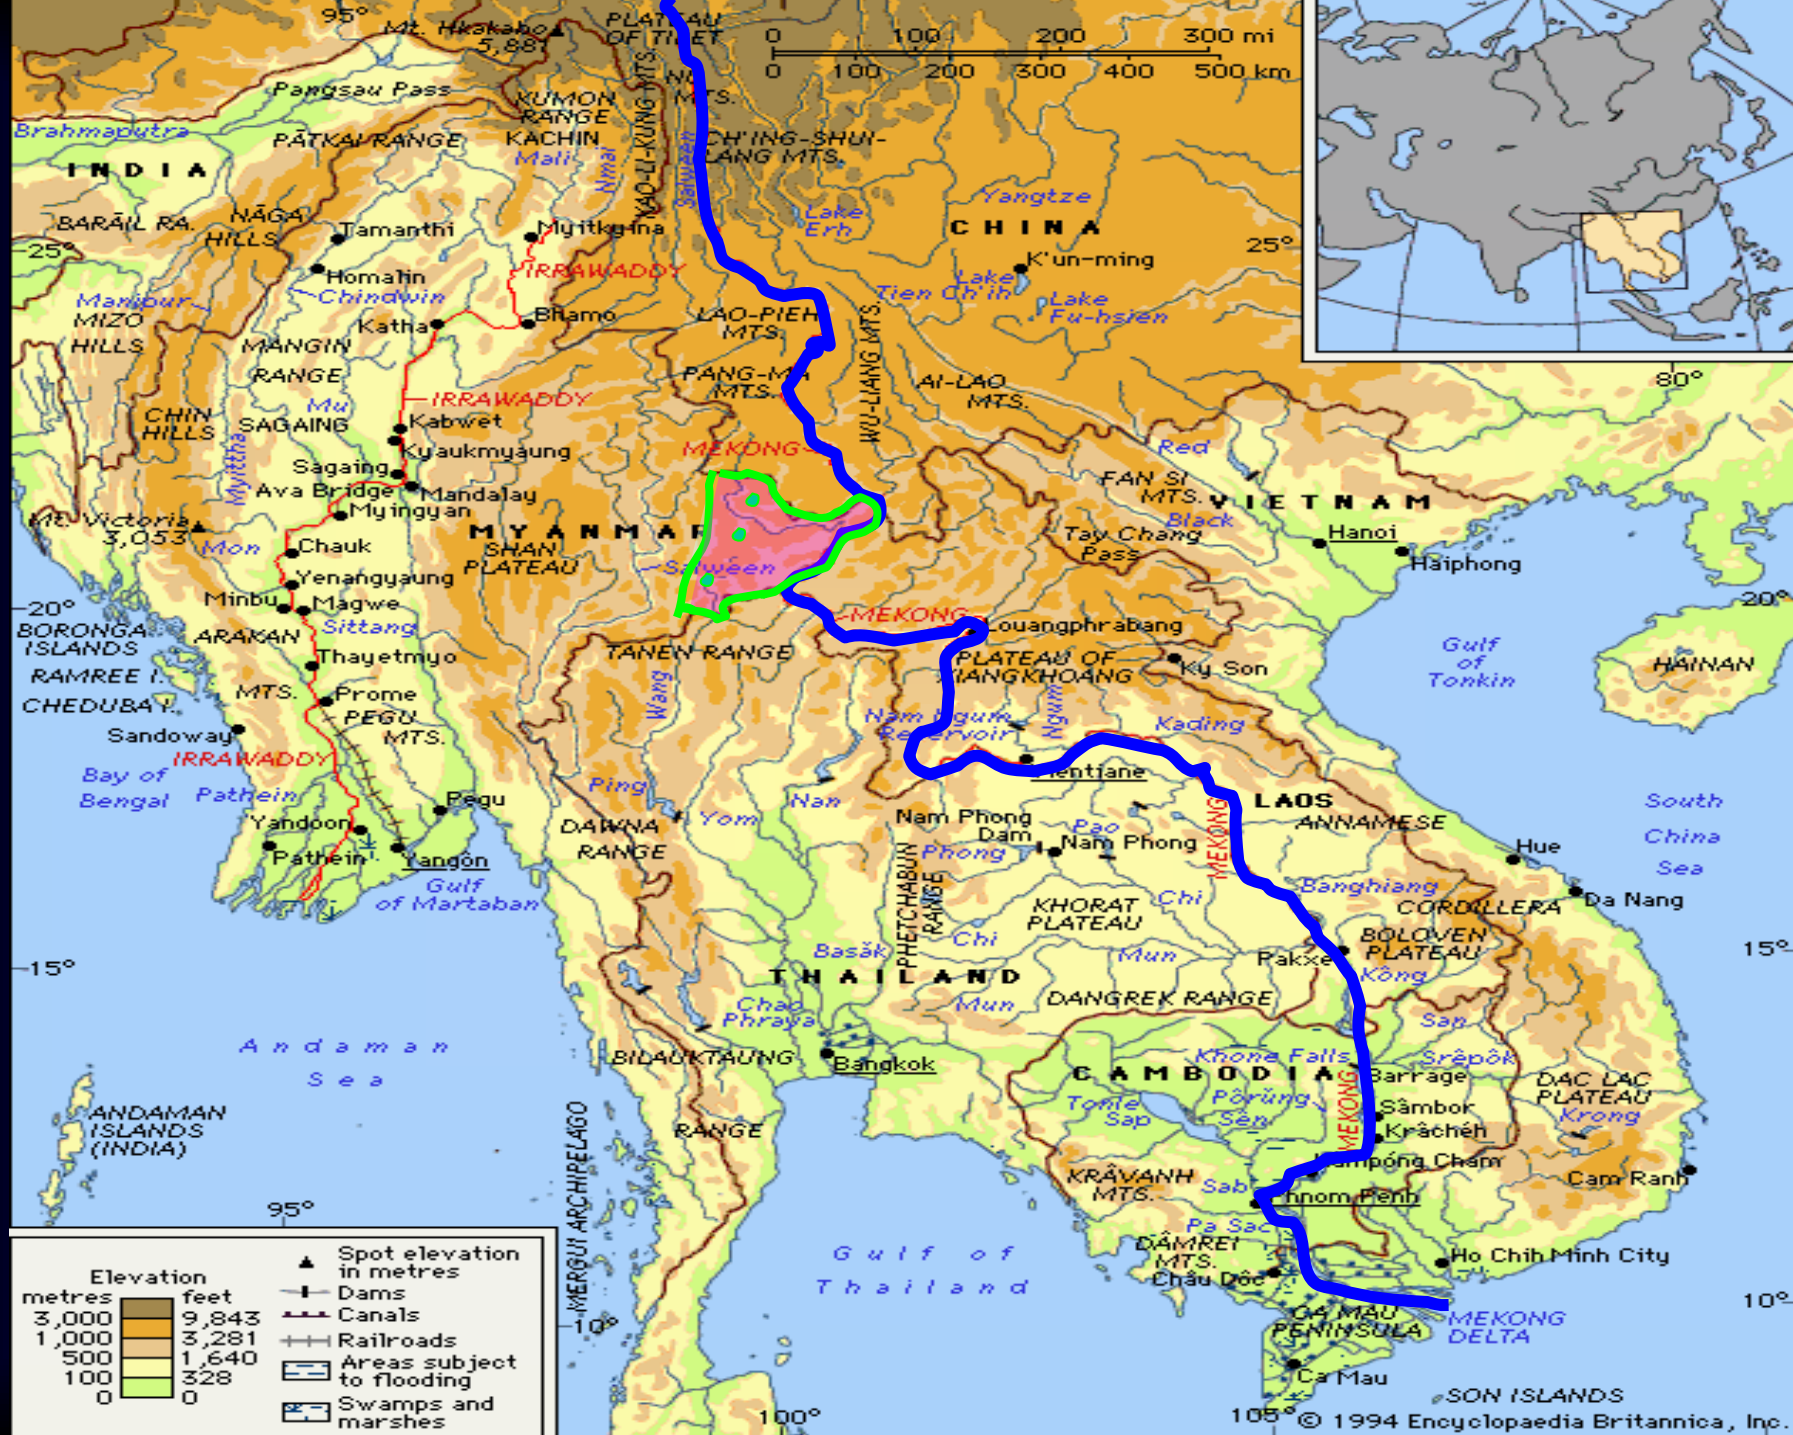 95°
Mt. Hkakabo
5,881
PLATEAU
OF TIBET
0 100 200 300 mi
0 100 200 300 400 500 km
Pangsau Pass
KUMON
RANGE
NU
MTS.
Brahmaputra
PĀTKAI RANGE
KACHIN
Mali
Nmai
KAO-LI-KUNG MTS.
Salween
CH'ING-SHUI-
LANG MTS.
INDIA
Yangtze
Lake
Erh
CHINA
BARĀIL RA.
NĀGA
HILLS
Tamanthi
Myitkyina
25°
25°
Homalin
IRRAWADDY
K'un-ming
Lake
Tien Ch'ih
Manipur
Chindwin
Lake
Fu-hsien
MIZO
HILLS
Katha
Bhamo
LAO-PIEH
MTS.
MANGIN
RANGE
WU-LIANG MTS.
PANG-MA
MTS.
AI-LAO
MTS.
80°
IRRAWADDY
CHIN
HILLS
Mu
SAGAING
Kabwet
Kyaukmyaung
MEKONG
Red
Myittha
Sagaing
Ava Bridge
Mandalay
FAN SI
MTS.
VIETNAM
Myingyan
Mt. Victoria
3,053
MYANMAR
Black
Hanoi
Mon
Chauk
SHAN
PLATEAU
Tay Chang
Pass
Haiphong
Salween
Yenangyaung
Minbu
Magwe
20°
20°
MEKONG
BORONGA
ISLANDS
ARAKAN
Sittang
Louangphrabang
Gulf
of
Tonkin
HAINAN
Thayetmyo
TANEN RANGE
PLATEAU OF
XIANGKHOANG
Ky Son
RAMREE I.
MTS.
Prome
Wang
CHEDUBA I.
PEGU
MTS.
Nam Ngum
Reservoir
Ngum
Kading
Sandoway
IRRAWADDY
Bay of
Bengal
Pathein
Ping
Vientiane
Pegu
Nan
MEKONG
LAOS
South
China
Sea
Yandoon
Yom
Nam Phong
Dam
Pao
ANNAMESE
DAWNA
RANGE
Phong
Nam Phong
Hue
Pathein
Yangon
PHETCHABUN
RANGE
Gulf
of Martaban
Chi
Banghiang
CORDILLERA
Da Nang
KHORAT
PLATEAU
Chi
BOLOVEN
PLATEAU
Basăk
Mun
Pakxe
15°
15°
THAILAND
Kông
Chao
Phraya
Mun
DANGREK RANGE
San
Andaman
Sea
BILAUKTAUNG
Bangkok
Khone Falls
Srêpôk
CAMBODIA
Barrage
DAC LAC
PLATEAU
MEKONG
Tonle
Sap
Pôrŭng
Sên
Sâmbor
Krong
ANDAMAN
ISLANDS
(INDIA)
RANGE
Krâchéh
Kampóng Cham
KRÂVANH
MTS.
Sab
Cam Ranh
Phnom Penh
95°
MERGUI ARCHIPELAGO
Pa Sac
DÂMREI
MTS.
Gulf of
Thailand
Châu Dôc
Ho Chih Minh City
10°
10°
CA MAU
PENINSULA
MEKONG
DELTA
Ca Mau
SON ISLANDS
100°
105°
© 1994 Encyclopaedia Britannica, Inc.
Elevation
metres feet
3,000 9,843
1,000 3,281
500 1,640
100 328
0 0
Spot elevation
in metres
Dams
Canals
Railroads
Areas subject
to flooding
Swamps and
marshes